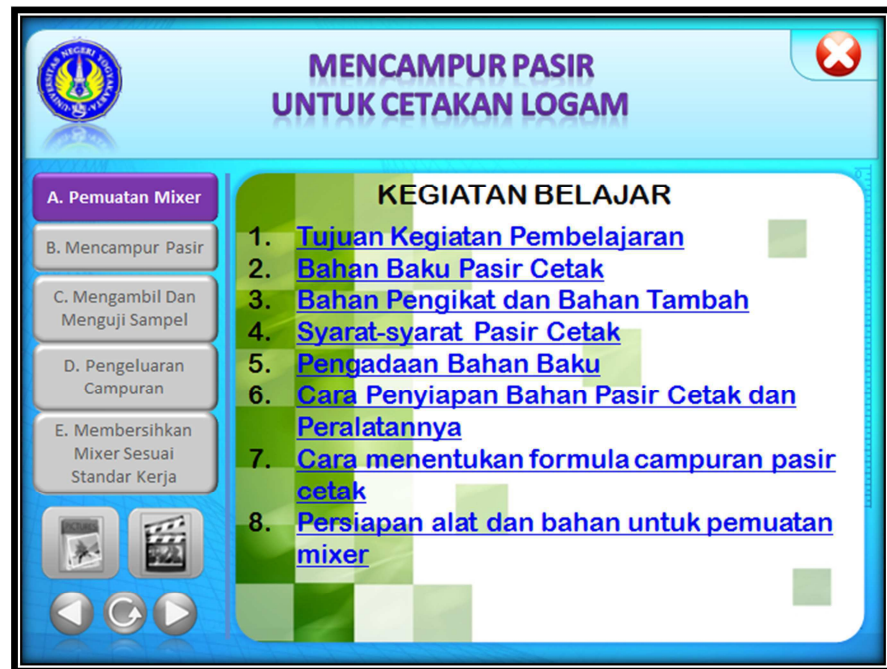 UNIVERSITAS NEGERI YOGYAKARTA
MENCAMPUR PASIR
UNTUK CETAKAN LOGAM
A. Pemuatan Mixer
B. Mencampur Pasir
C. Mengambil Dan
Menguji Sampel
D. Pengeluaran
Campuran
E. Membersihkan
Mixer Sesuai
Standar Kerja
KEGIATAN BELAJAR
1. Tujuan Kegiatan Pembelajaran
2. Bahan Baku Pasir Cetak
3. Bahan Pengikat dan Bahan Tambah
4. Syarat-syarat Pasir Cetak
5. Pengadaan Bahan Baku
6. Cara Penyiapan Bahan Pasir Cetak dan
Peralatannya
7. Cara menentukan formula campuran pasir
cetak
8. Persiapan alat dan bahan untuk pemuatan
mixer